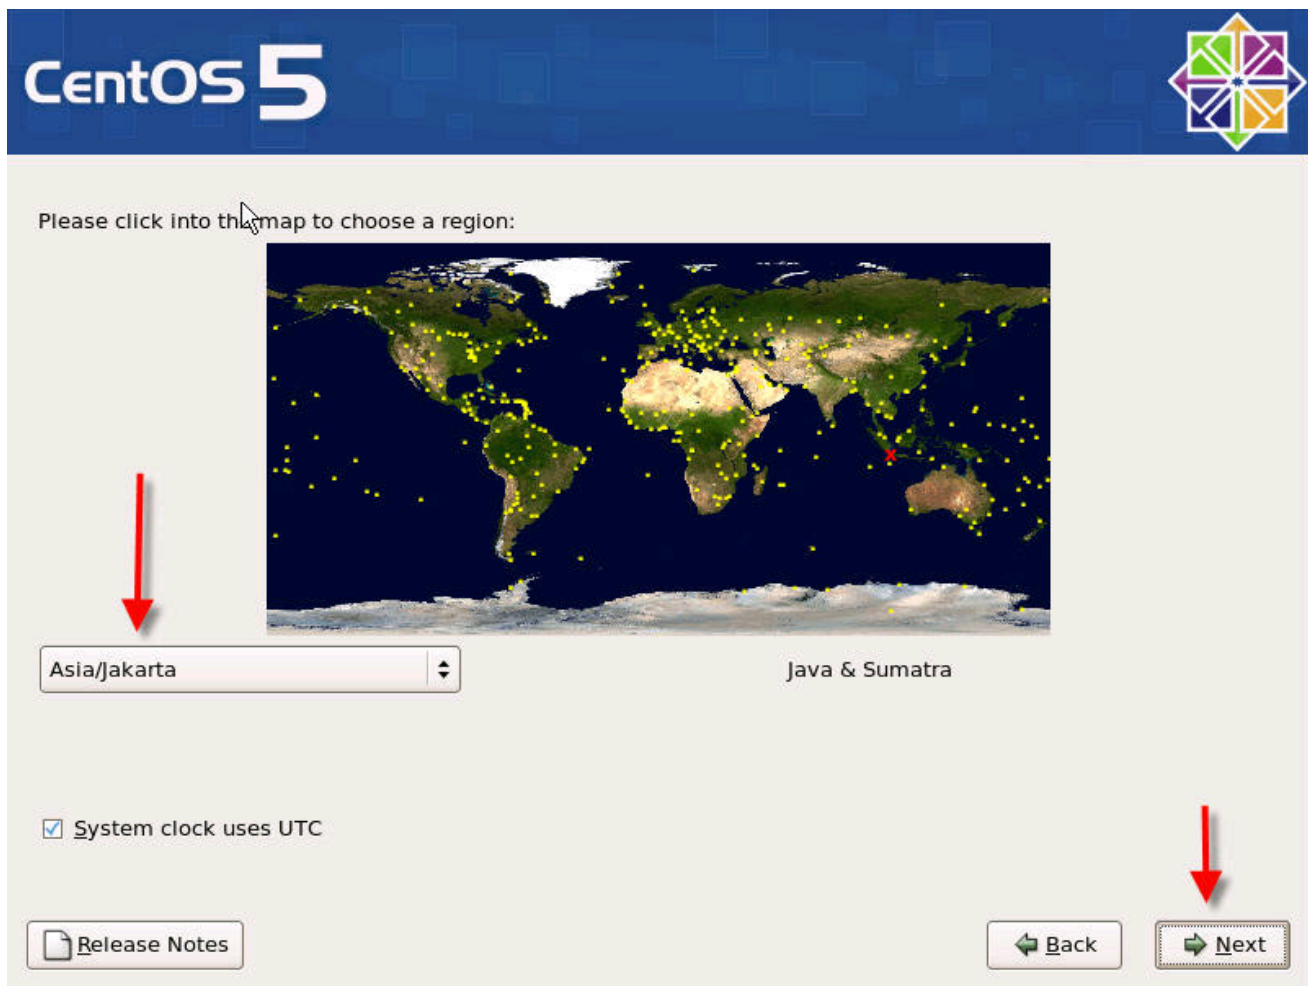 CentOS 5
Please click into the map to choose a region:
Asia/Jakarta
Java & Sumatra
System clock uses UTC
Release Notes
Back
Next